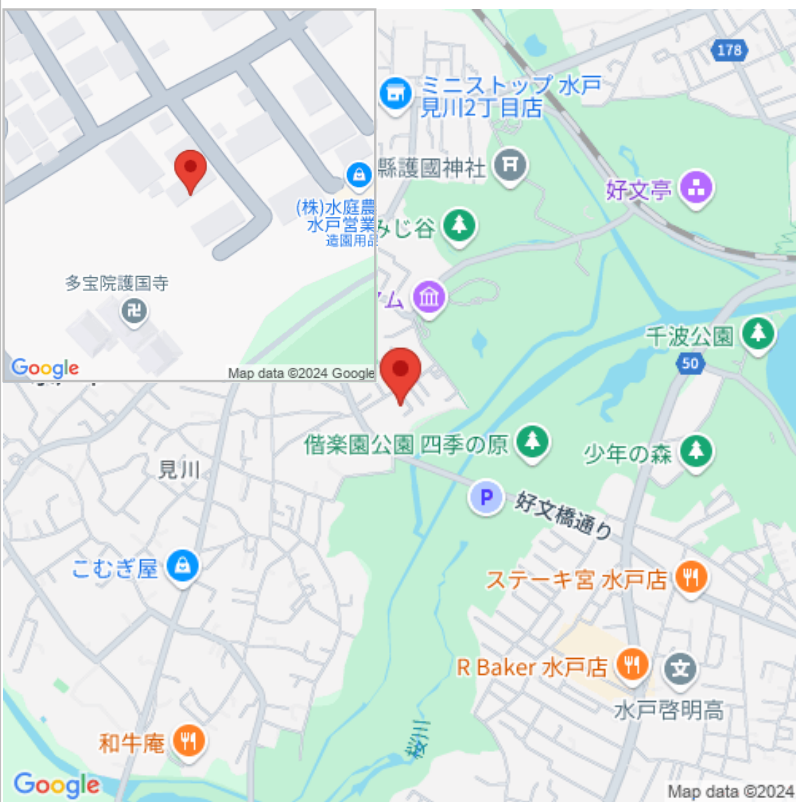 178
ミニストップ 水戸
見川2丁目店
縣護國神社
好文亭
(株)水庭農
水戸営業
造園用品
みじ谷
多宝院護国寺
千波公園
50
Google
Map data ©2024 Google
偕楽園公園 四季の原
少年の森
見川
P
好文橋通り
こむぎ屋
ステーキ宮 水戸店
R Baker 水戸店
文
水戸啓明高
和牛庵
桜川
Google
Map data ©2024